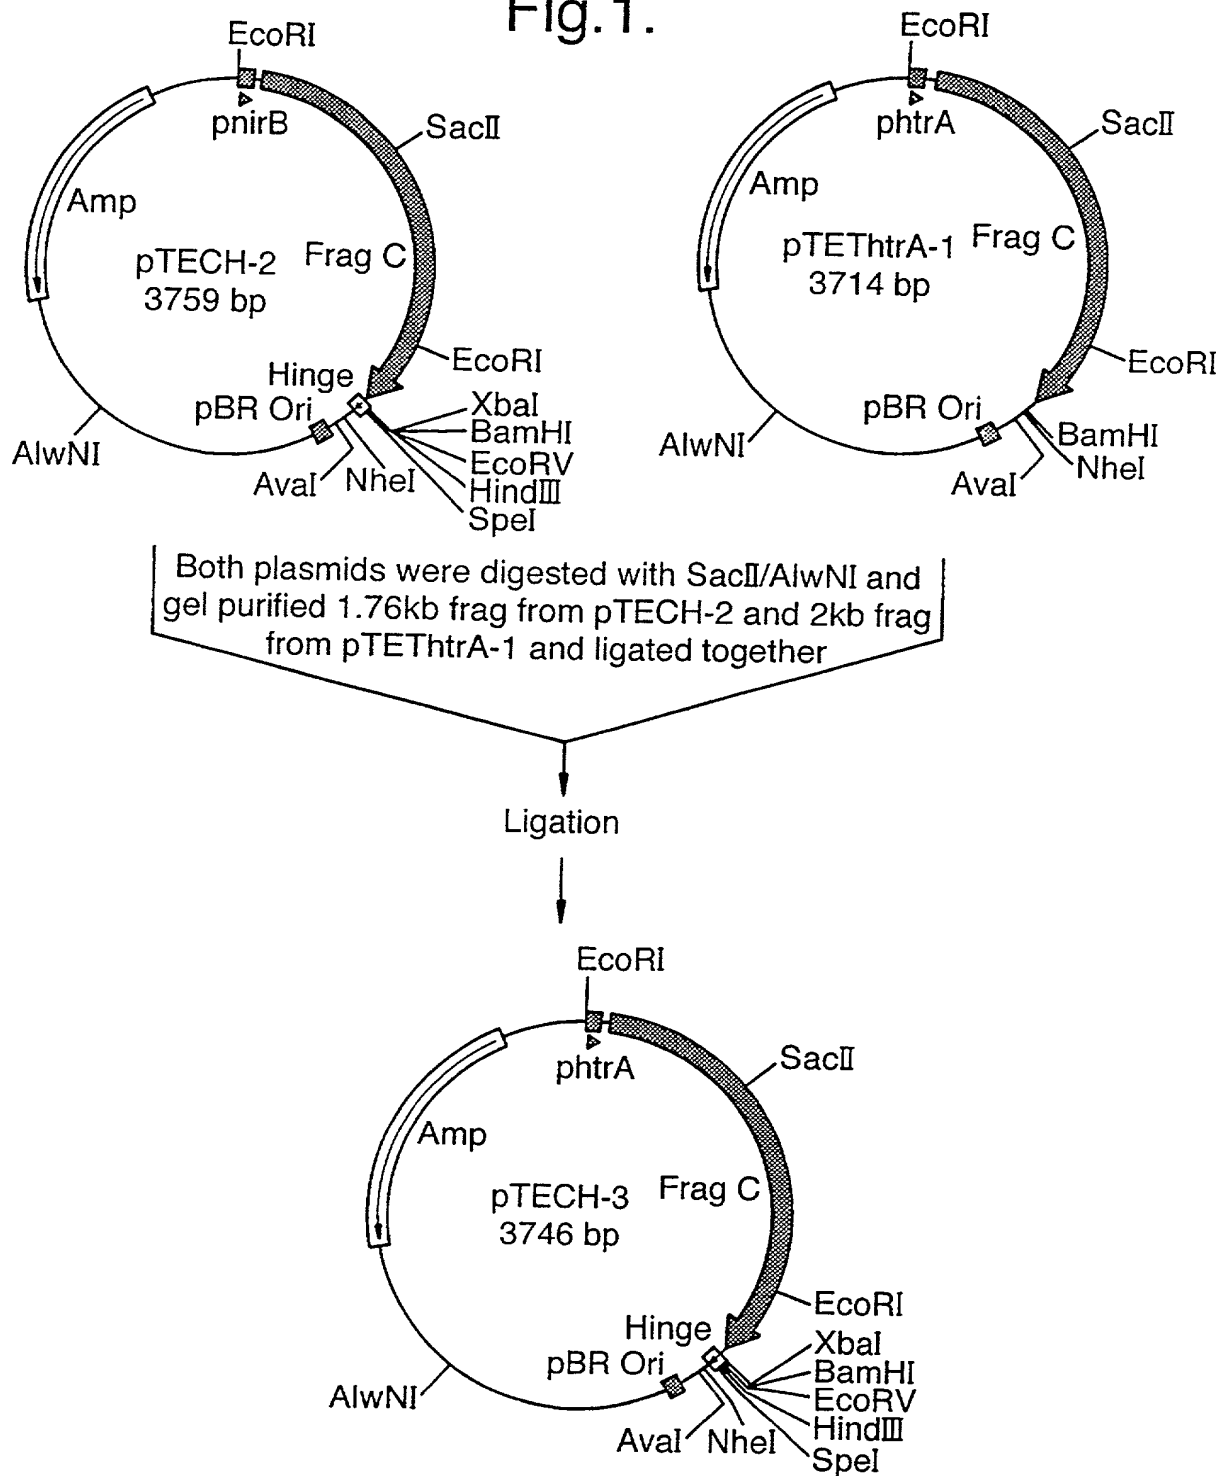 Fig.1.
EcoRI
pnirB
SacII
Amp
pTECH-2
3759 bp
Frag C
EcoRI
Hinge
pBR Ori
XbaI
BamHI
EcoRV
HindIII
SpeI
AlwNI
AvaI
NheI
EcoRI
phtrA
SacII
Amp
pTEThtrA-1
3714 bp
Frag C
EcoRI
pBR Ori
BamHI
NheI
AlwNI
AvaI
Both plasmids were digested with SacII/AlwNI and
gel purified 1.76kb frag from pTECH-2 and 2kb frag
from pTEThtrA-1 and ligated together
Ligation
EcoRI
phtrA
SacII
Amp
pTECH-3
3746 bp
Frag C
EcoRI
Hinge
pBR Ori
XbaI
BamHI
EcoRV
HindIII
SpeI
AlwNI
AvaI
NheI